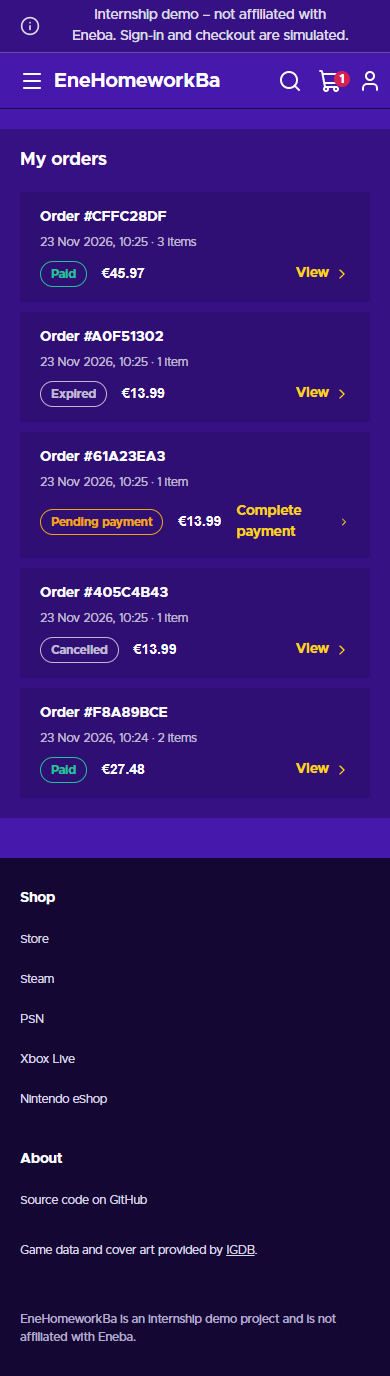 Internship demo – not affiliated with
Eneba. Sign-in and checkout are simulated.
EneHomeworkBa
1
My orders
Order #CFFC28DF
23 Nov 2026, 10:25 · 3 items
Paid €45.97 View
Order #A0F51302
23 Nov 2026, 10:25 · 1 item
Expired €13.99 View
Order #61A23EA3
23 Nov 2026, 10:25 · 1 item
Pending payment €13.99 Complete
payment
Order #405C4B43
23 Nov 2026, 10:25 · 1 item
Cancelled €13.99 View
Order #F8A89BCE
23 Nov 2026, 10:24 · 2 items
Paid €27.48 View
Shop
Store
Steam
PSN
Xbox Live
Nintendo eShop
About
Source code on GitHub
Game data and cover art provided by IGDB.
EneHomeworkBa is an internship demo project and is not
affiliated with Eneba.